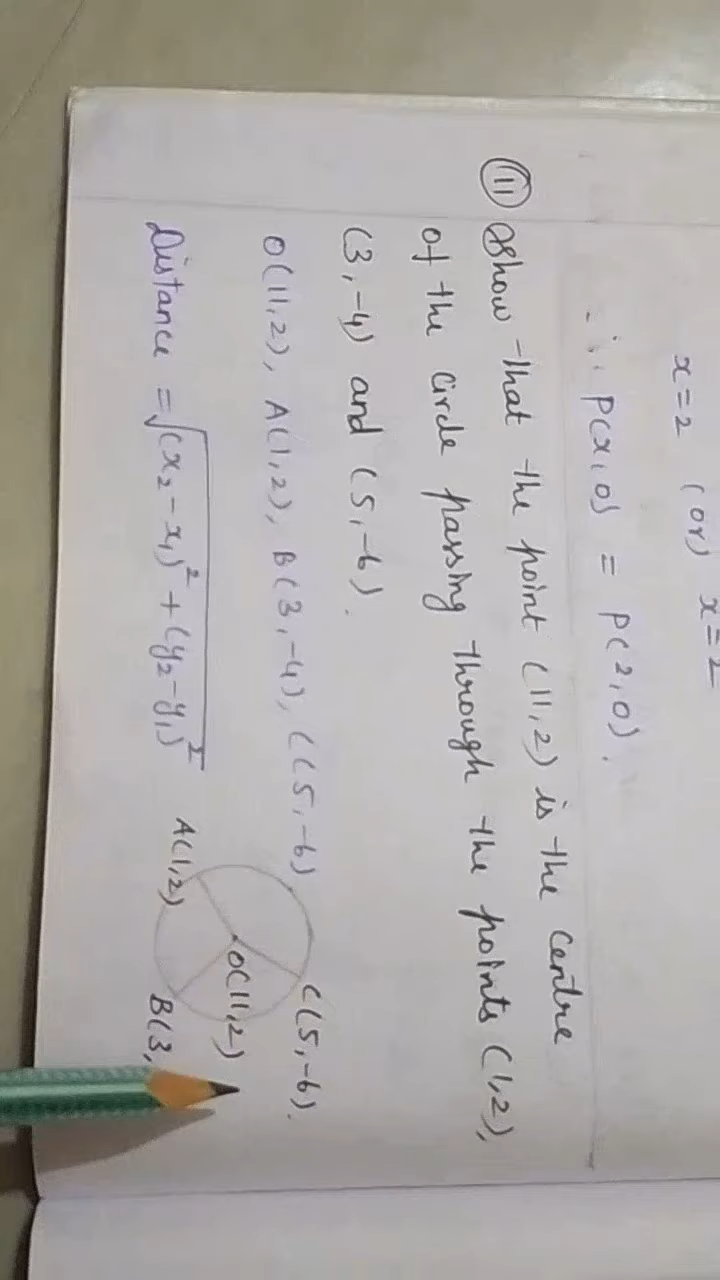 x=2 (or) x=2
∴ P(x,0) = P(2,0).
⑪ Show that the point (11,2) is the centre
of the circle passing through the points (1,2),
(3,-4) and (5,-6).
O(11,2), A(1,2), B(3,-4), C(5,-6)
Distance = √(x₂-x₁)²+(y₂-y₁)²
C(5,-6).
O(11,2)
A(1,2)
B(3,